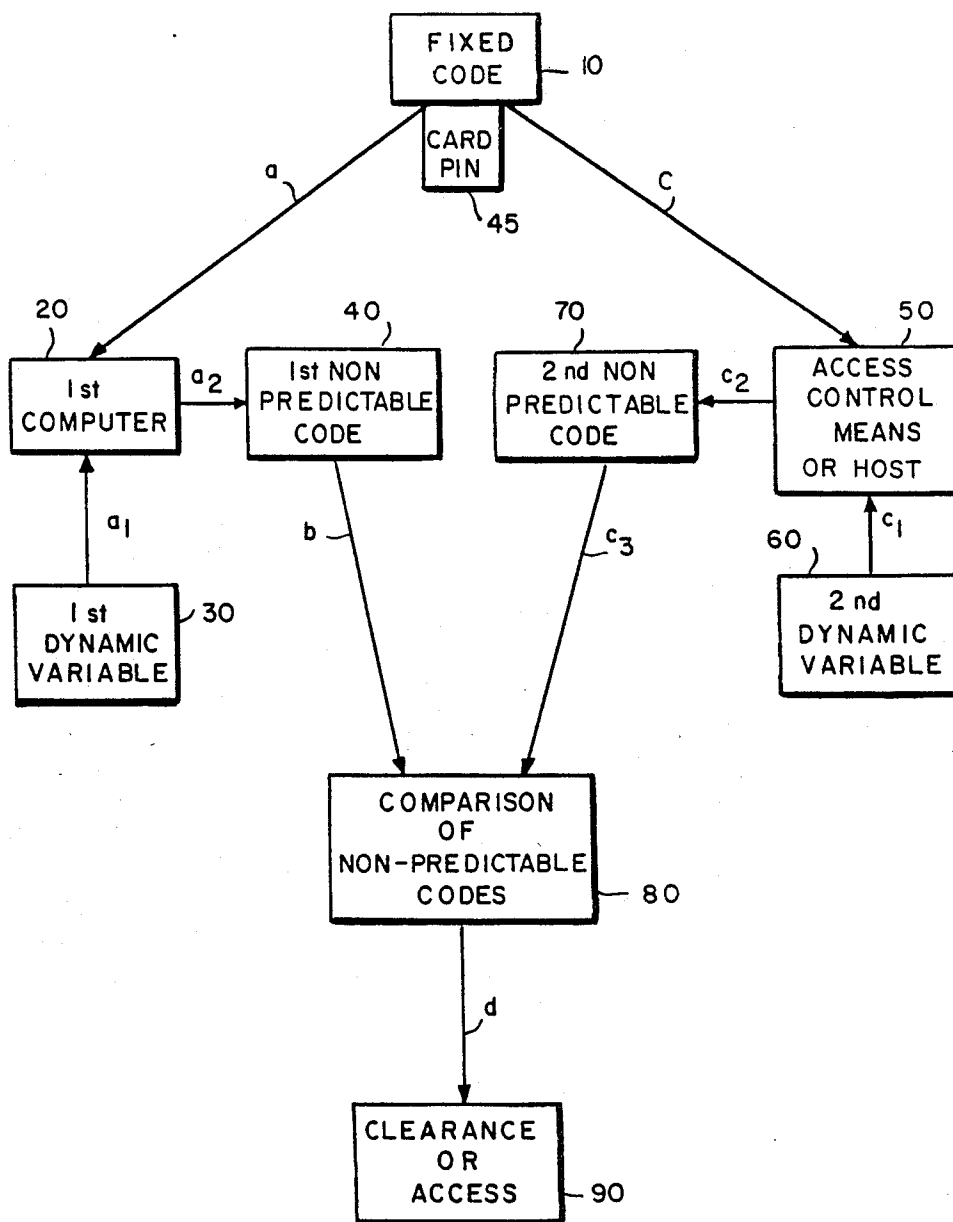 FIXED
CODE
10
CARD
PIN
45
a
C
20
40
70
50
1st
COMPUTER
a2
1st NON
PREDICTABLE
CODE
2nd NON
PREDICTABLE
CODE
c2
ACCESS
CONTROL
MEANS
OR HOST
a1
b
c3
c1
60
1st
DYNAMIC
VARIABLE
30
2nd
DYNAMIC
VARIABLE
COMPARISON
OF
NON-PREDICTABLE
CODES
80
d
CLEARANCE
OR
ACCESS
90